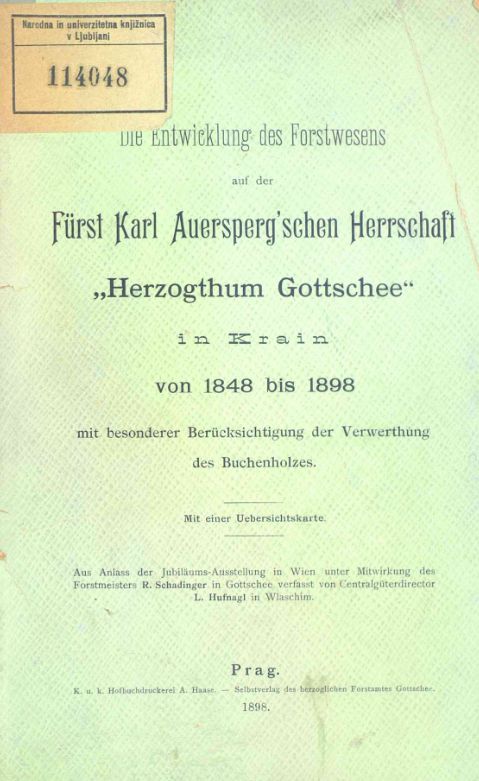 Narodna in univerzitetna knjižnica
v Ljubljani
114048
Die Entwicklung des Forstwesens
auf der
Fürst Karl Auersperg'schen Herrschaft
„Herzogthum Gottschee“
in Krain
von 1848 bis 1898
mit besonderer Berücksichtigung der Verwerthung
des Buchenholzes.
Mit einer Uebersichtskarte.
Aus Anlass der Jubiläums-Ausstellung in Wien unter Mitwirkung des
Forstmeisters R. Schadinger in Gottschee verfasst von Centralgüterdirector
L. Hufnagl in Wlaschim.
Prag.
K. u. k. Hofbuchdruckerei A. Haase. — Selbstverlag des herzoglichen Forstamtes Gottschee.
1898.